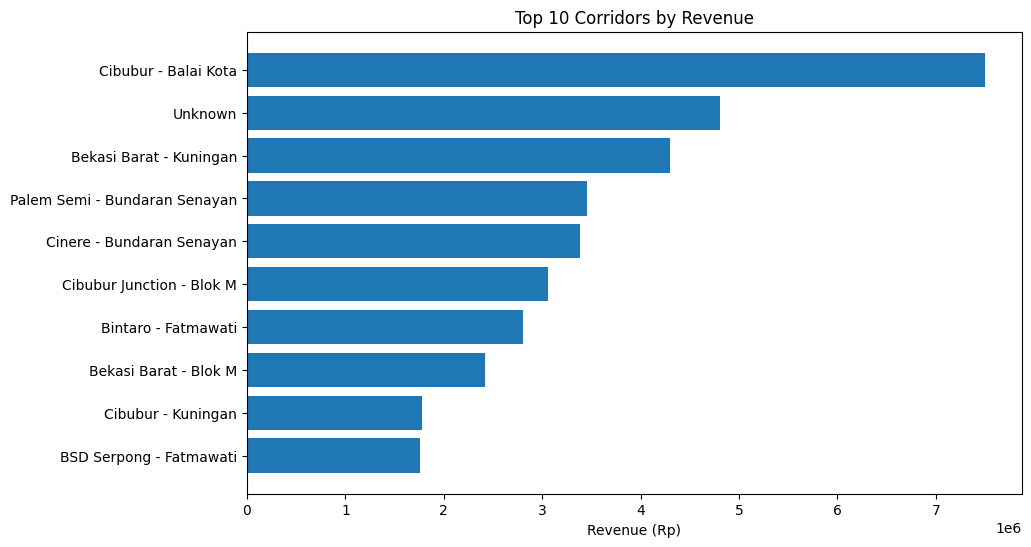 Top 10 Corridors by Revenue
Cibubur - Balai Kota
Unknown
Bekasi Barat - Kuningan
Palem Semi - Bundaran Senayan
Cinere - Bundaran Senayan
Cibubur Junction - Blok M
Bintaro - Fatmawati
Bekasi Barat - Blok M
Cibubur - Kuningan
BSD Serpong - Fatmawati
0 1 2 3 4 5 6 7
1e6
Revenue (Rp)